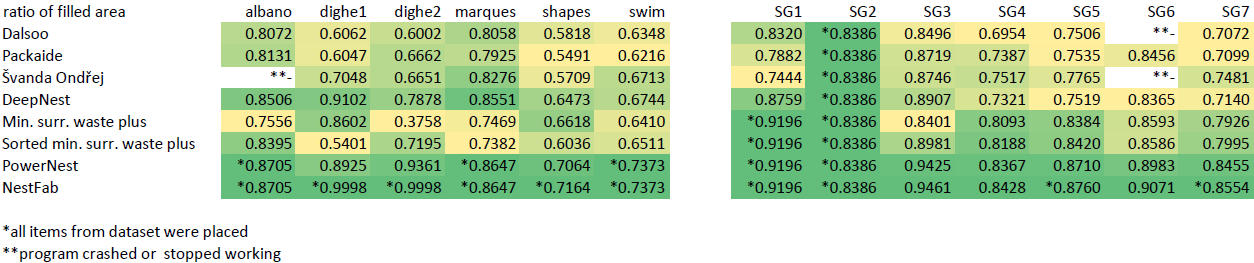 ratio of filled area albano dighe1 dighe2 marques shapes swim SG1 SG2 SG3 SG4 SG5 SG6 SG7
Dalsoo 0.8072 0.6062 0.6002 0.8058 0.5818 0.6348 0.8320 *0.8386 0.8496 0.6954 0.7506 **- 0.7072
Packaide 0.8131 0.6047 0.6662 0.7925 0.5491 0.6216 0.7882 *0.8386 0.8719 0.7387 0.7535 0.8456 0.7099
Švanda Ondřej **- 0.7048 0.6651 0.8276 0.5709 0.6713 0.7444 *0.8386 0.8746 0.7517 0.7765 **- 0.7481
DeepNest 0.8506 0.9102 0.7878 0.8551 0.6473 0.6744 0.8759 *0.8386 0.8907 0.7321 0.7519 0.8365 0.7140
Min. surr. waste plus 0.7556 0.8602 0.3758 0.7469 0.6618 0.6410 *0.9196 *0.8386 0.8401 0.8093 0.8384 0.8593 0.7926
Sorted min. surr. waste plus 0.8395 0.5401 0.7195 0.7382 0.6036 0.6511 *0.9196 *0.8386 0.8981 0.8188 0.8420 0.8586 0.7995
PowerNest *0.8705 0.8925 0.9361 *0.8647 0.7064 *0.7373 *0.9196 *0.8386 0.9425 0.8367 0.8710 0.8983 0.8455
NestFab *0.8705 *0.9998 *0.9998 *0.8647 *0.7164 *0.7373 *0.9196 *0.8386 0.9461 0.8428 *0.8760 0.9071 *0.8554
*all items from dataset were placed
**program crashed or stopped working